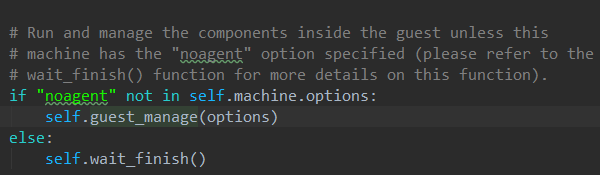 # Run and manage the components inside the guest unless this
# machine has the "noagent" option specified (please refer to the
# wait_finish() function for more details on this function).
if "noagent" not in self.machine.options:
    self.guest_manage(options)
else:
    self.wait_finish()